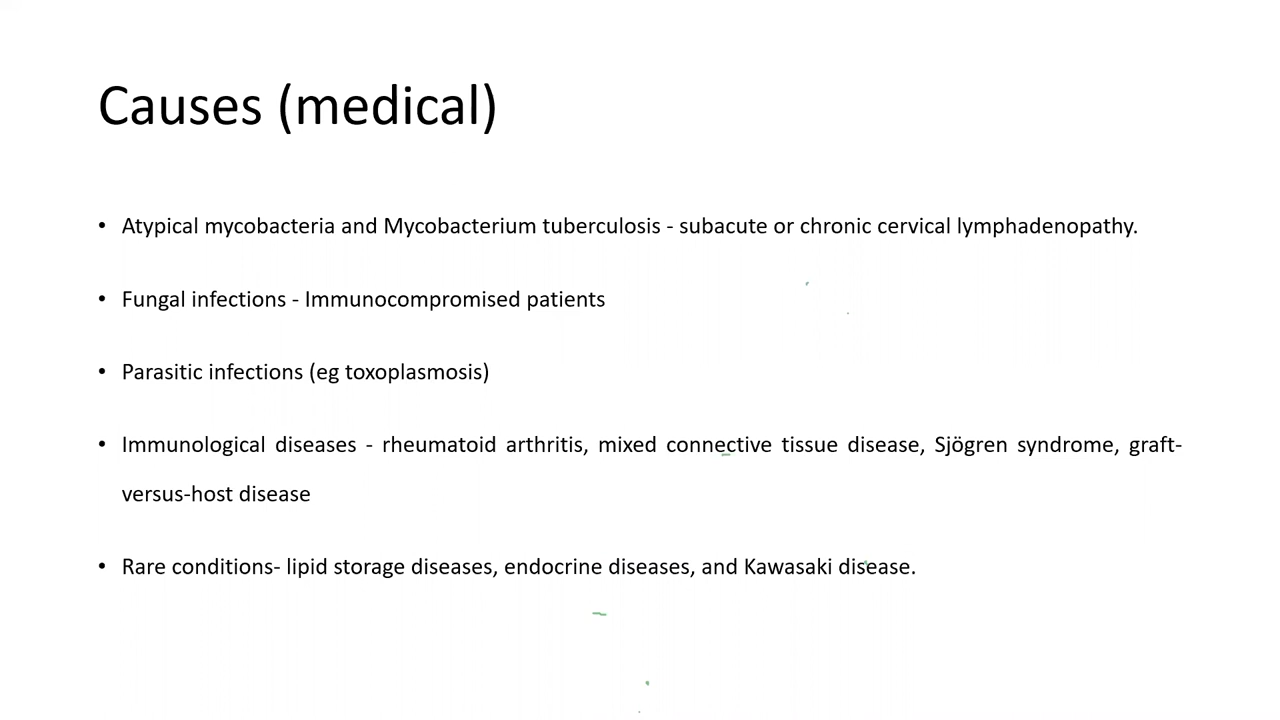 Causes (medical)
• Atypical mycobacteria and Mycobacterium tuberculosis - subacute or chronic cervical lymphadenopathy.
• Fungal infections - Immunocompromised patients
• Parasitic infections (eg toxoplasmosis)
• Immunological diseases - rheumatoid arthritis, mixed connective tissue disease, Sjögren syndrome, graft-
versus-host disease
• Rare conditions- lipid storage diseases, endocrine diseases, and Kawasaki disease.